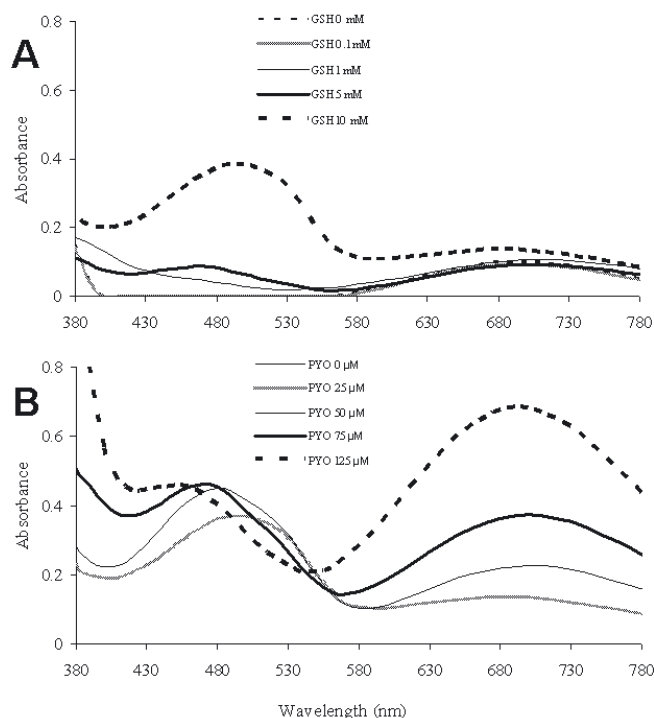 A
Absorbance
0.8
0.6
0.4
0.2
0
GSH 0 mM
GSH 0.1mM
GSH 1 mM
GSH 5 mM
GSH 10 mM
380 430 480 530 580 630 680 730 780
B
Absorbance
0.8
0.6
0.4
0.2
0
PYO 0 µM
PYO 25 µM
PYO 50 µM
PYO 75 µM
PYO 125 µM
380 430 480 530 580 630 680 730 780
Wavelength (nm)